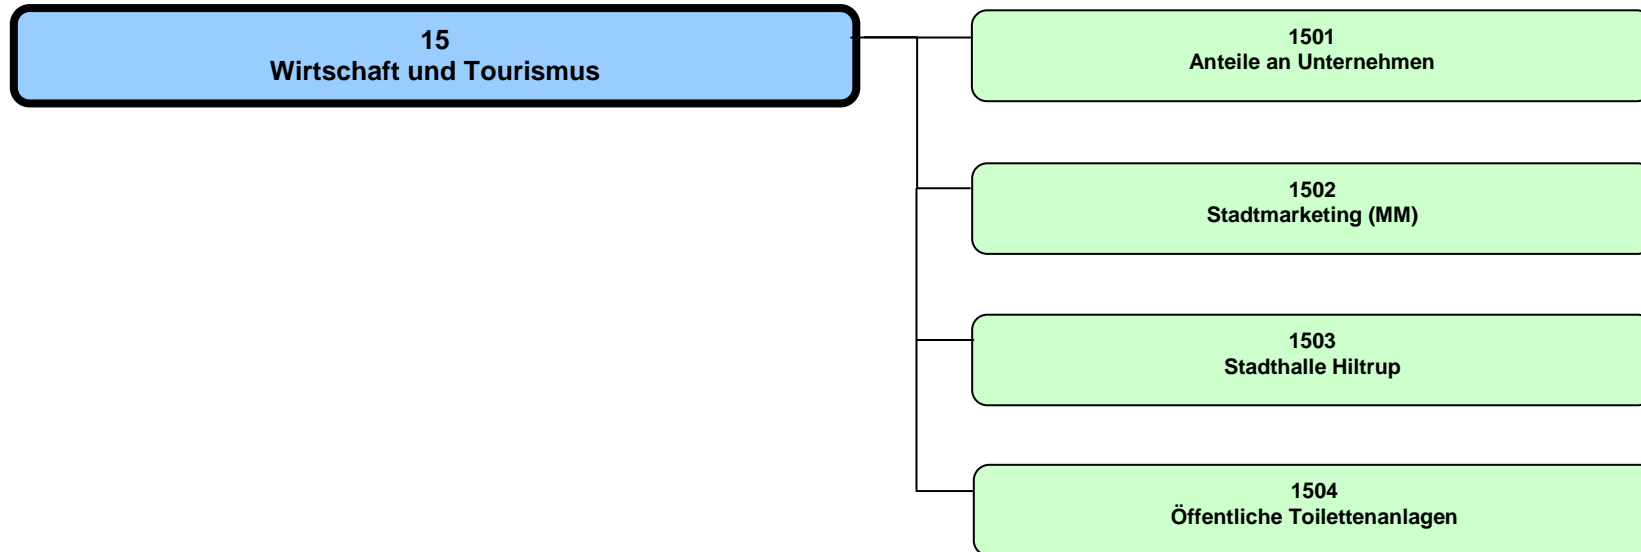 15
Wirtschaft und Tourismus
1501
Anteile an Unternehmen
1502
Stadtmarketing (MM)
1503
Stadthalle Hiltrup
1504
Öffentliche Toilettenanlagen